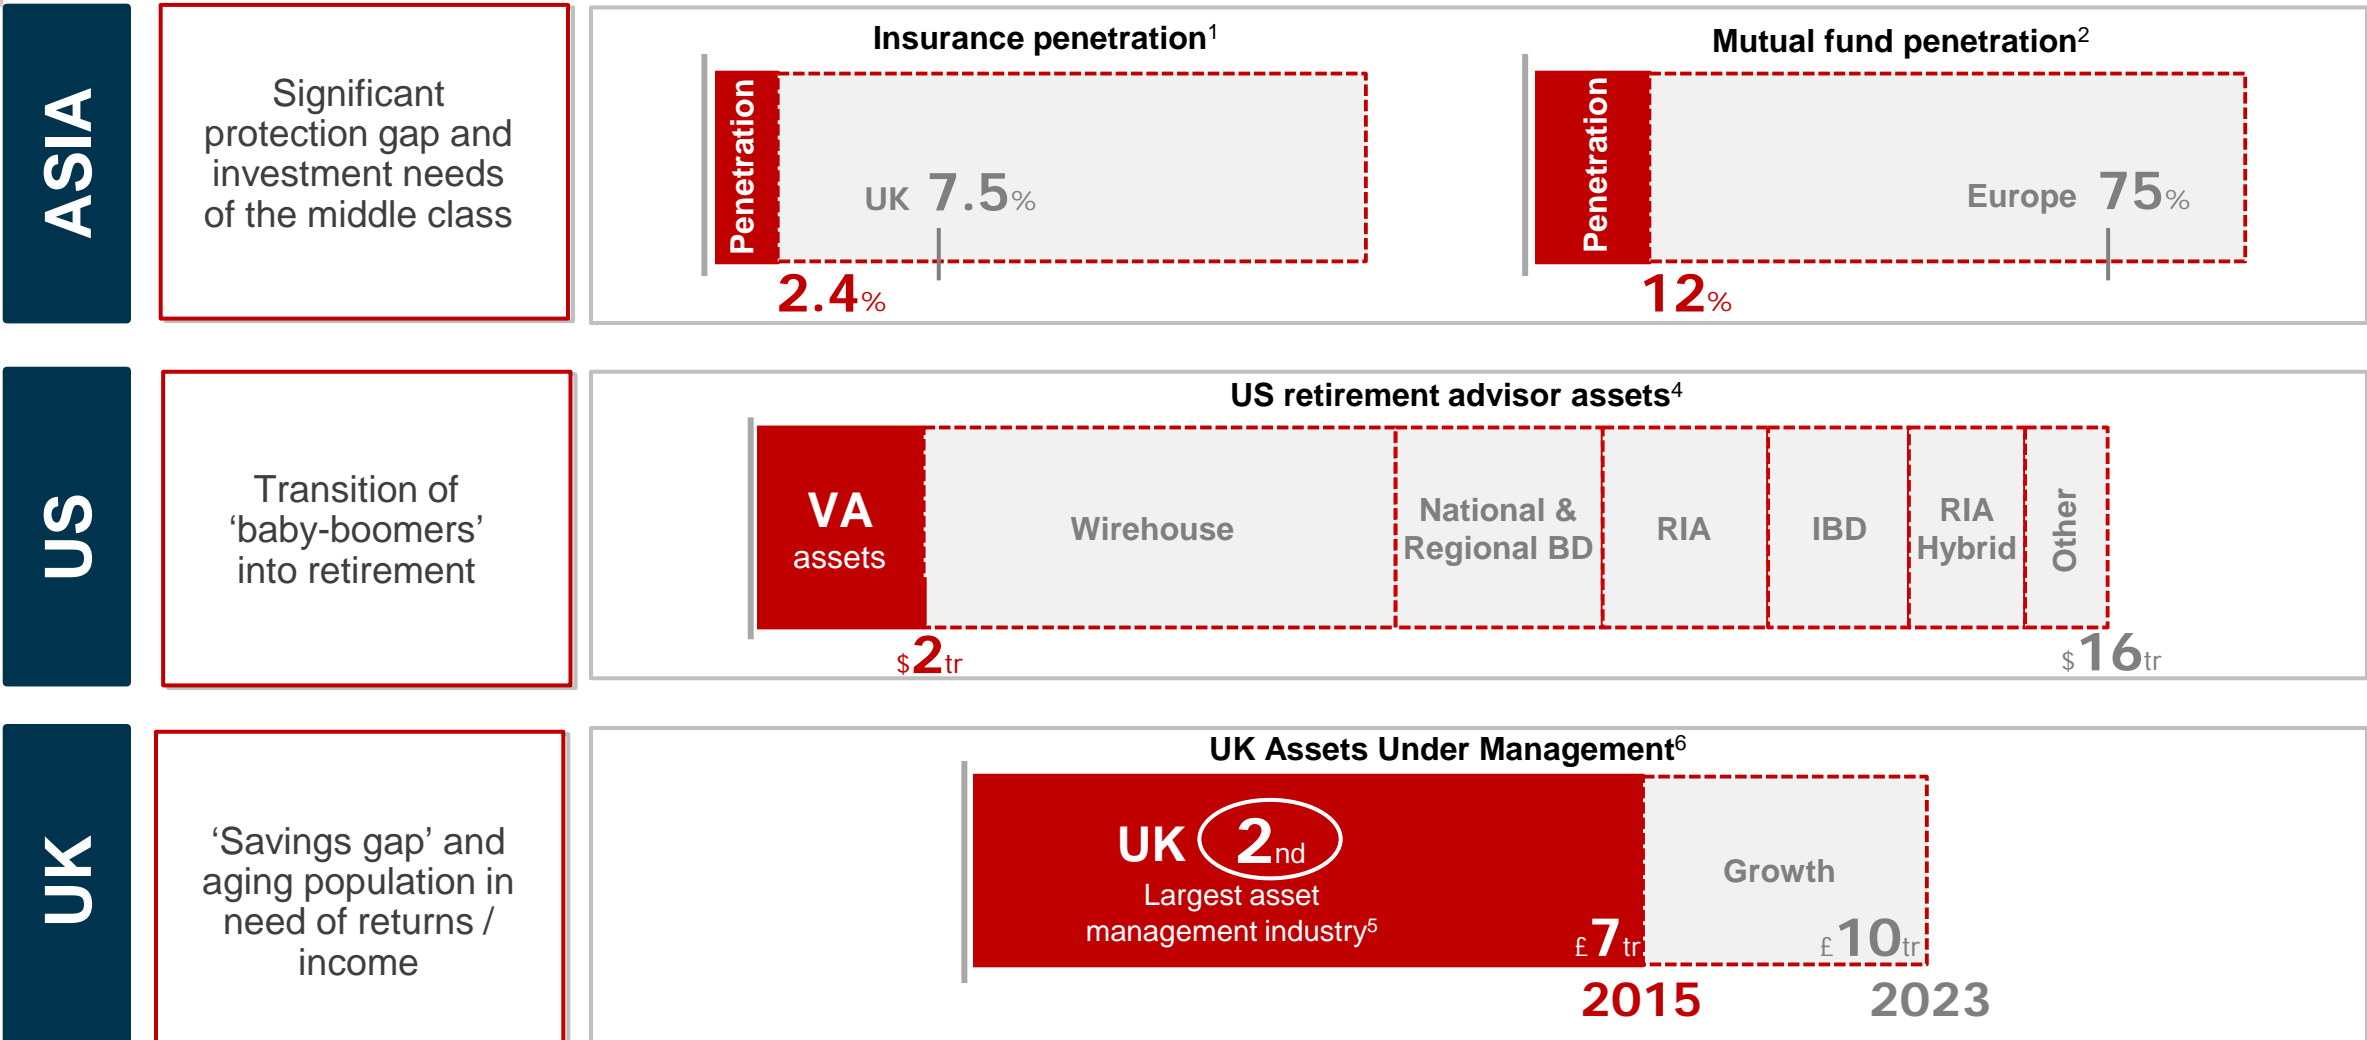 ASIA
Significant
protection gap and
investment needs
of the middle class
Insurance penetration1
Penetration
UK 7.5%
2.4%
Mutual fund penetration2
Penetration
Europe 75%
12%
US
Transition of
‘baby-boomers’
into retirement
US retirement advisor assets4
VA
assets
Wirehouse
National &
Regional BD
RIA
IBD
RIA
Hybrid
Other
$2tr
$16tr
UK
‘Savings gap’ and
aging population in
need of returns /
income
UK Assets Under Management6
UK 2nd
Largest asset
management industry5
£7tr
Growth
£10tr
2015
2023